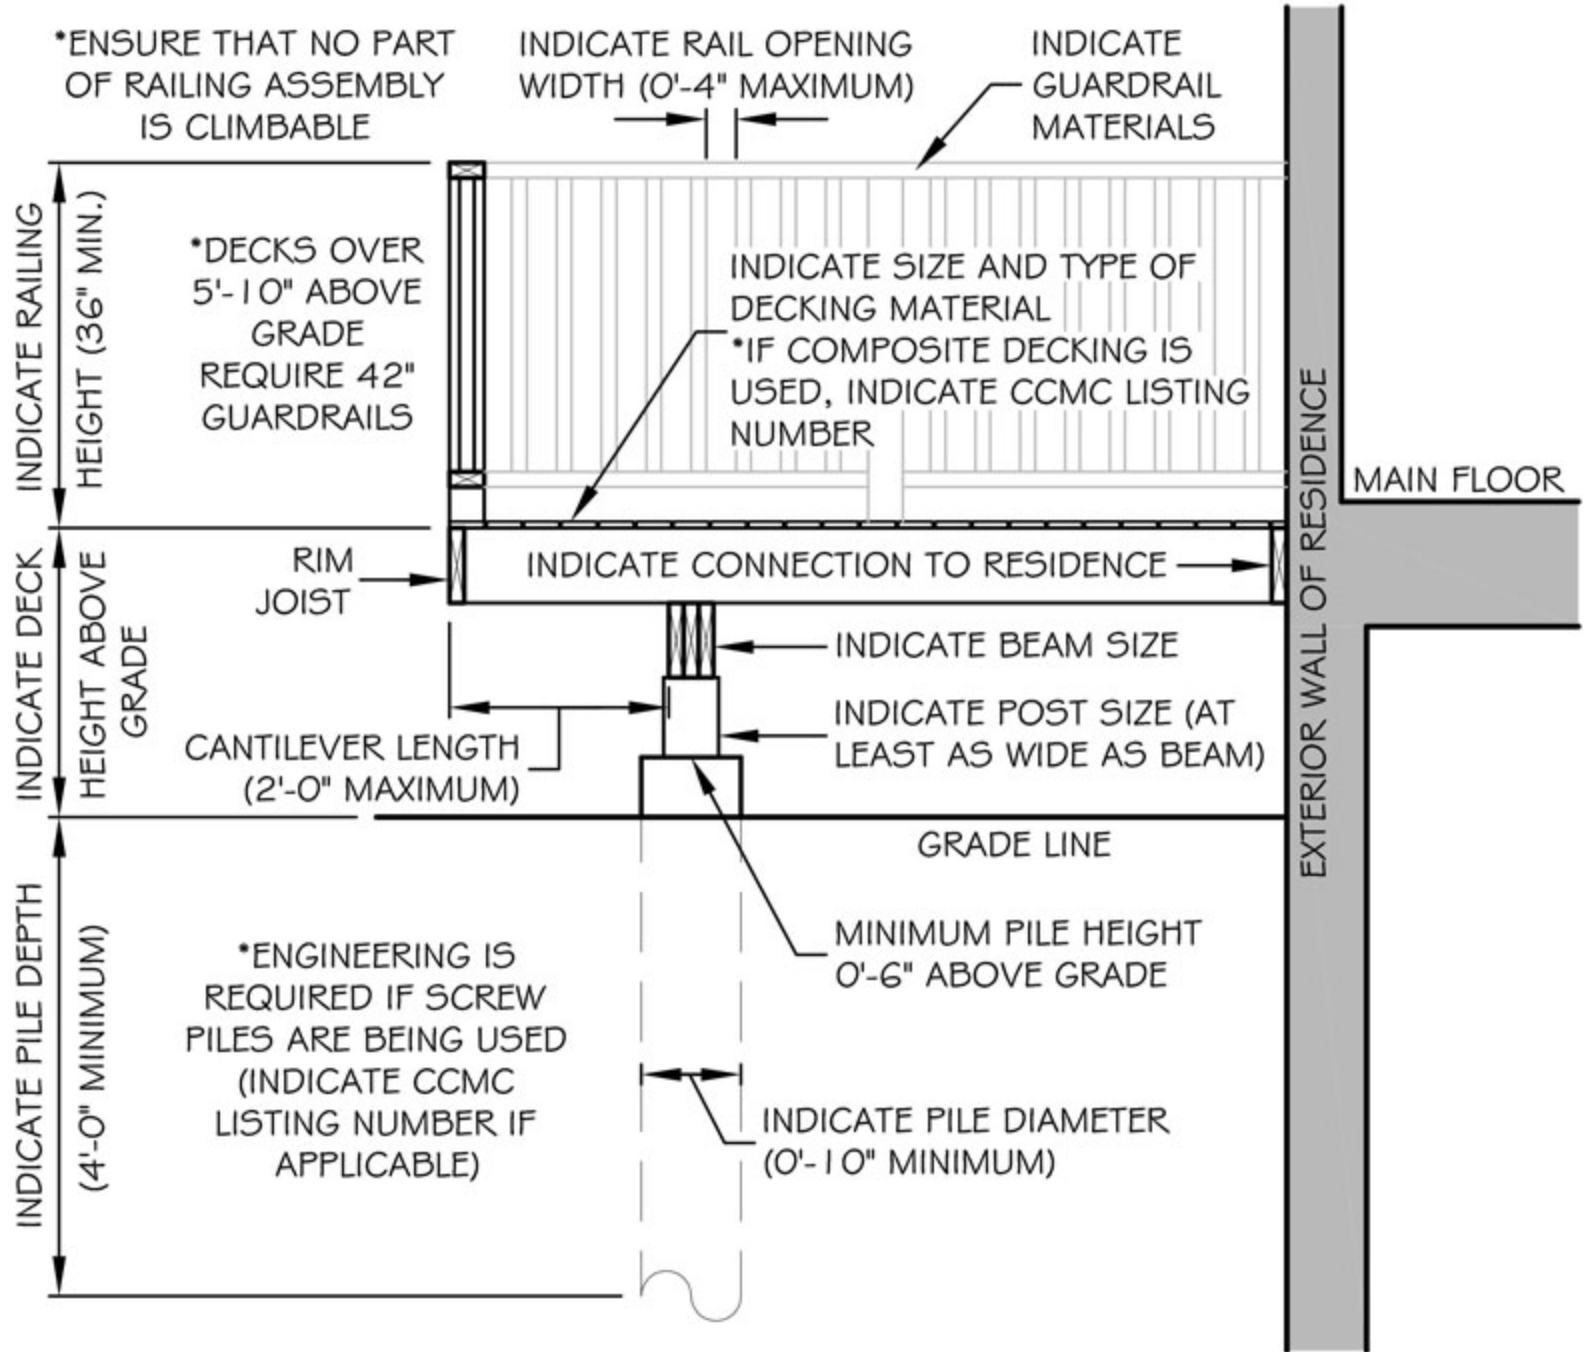 *ENSURE THAT NO PART
OF RAILING ASSEMBLY
IS CLIMBABLE
INDICATE RAIL OPENING
WIDTH (0'-4" MAXIMUM)
INDICATE
GUARDRAIL
MATERIALS
INDICATE RAILING
HEIGHT (36" MIN.)
*DECKS OVER
5'-10" ABOVE
GRADE
REQUIRE 42"
GUARDRAILS
INDICATE SIZE AND TYPE OF
DECKING MATERIAL
*IF COMPOSITE DECKING IS
USED, INDICATE CCMC LISTING
NUMBER
EXTERIOR WALL OF RESIDENCE
MAIN FLOOR
INDICATE DECK
HEIGHT ABOVE
GRADE
RIM
JOIST
INDICATE CONNECTION TO RESIDENCE
INDICATE BEAM SIZE
INDICATE POST SIZE (AT
LEAST AS WIDE AS BEAM)
CANTILEVER LENGTH
(2'-0" MAXIMUM)
GRADE LINE
MINIMUM PILE HEIGHT
0'-6" ABOVE GRADE
INDICATE PILE DEPTH
(4'-0" MINIMUM)
*ENGINEERING IS
REQUIRED IF SCREW
PILES ARE BEING USED
(INDICATE CCMC
LISTING NUMBER IF
APPLICABLE)
INDICATE PILE DIAMETER
(0'-10" MINIMUM)